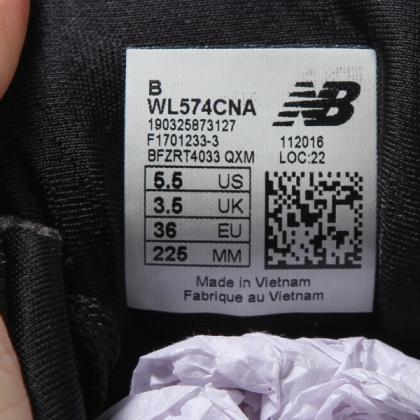 B
WL574CNA
NB
190325873127
F1701233-3
BFZRT4033 QXM
112016
LOC:22
5.5 US
3.5 UK
36 EU
225 MM
Made in Vietnam
Fabrique au Vietnam